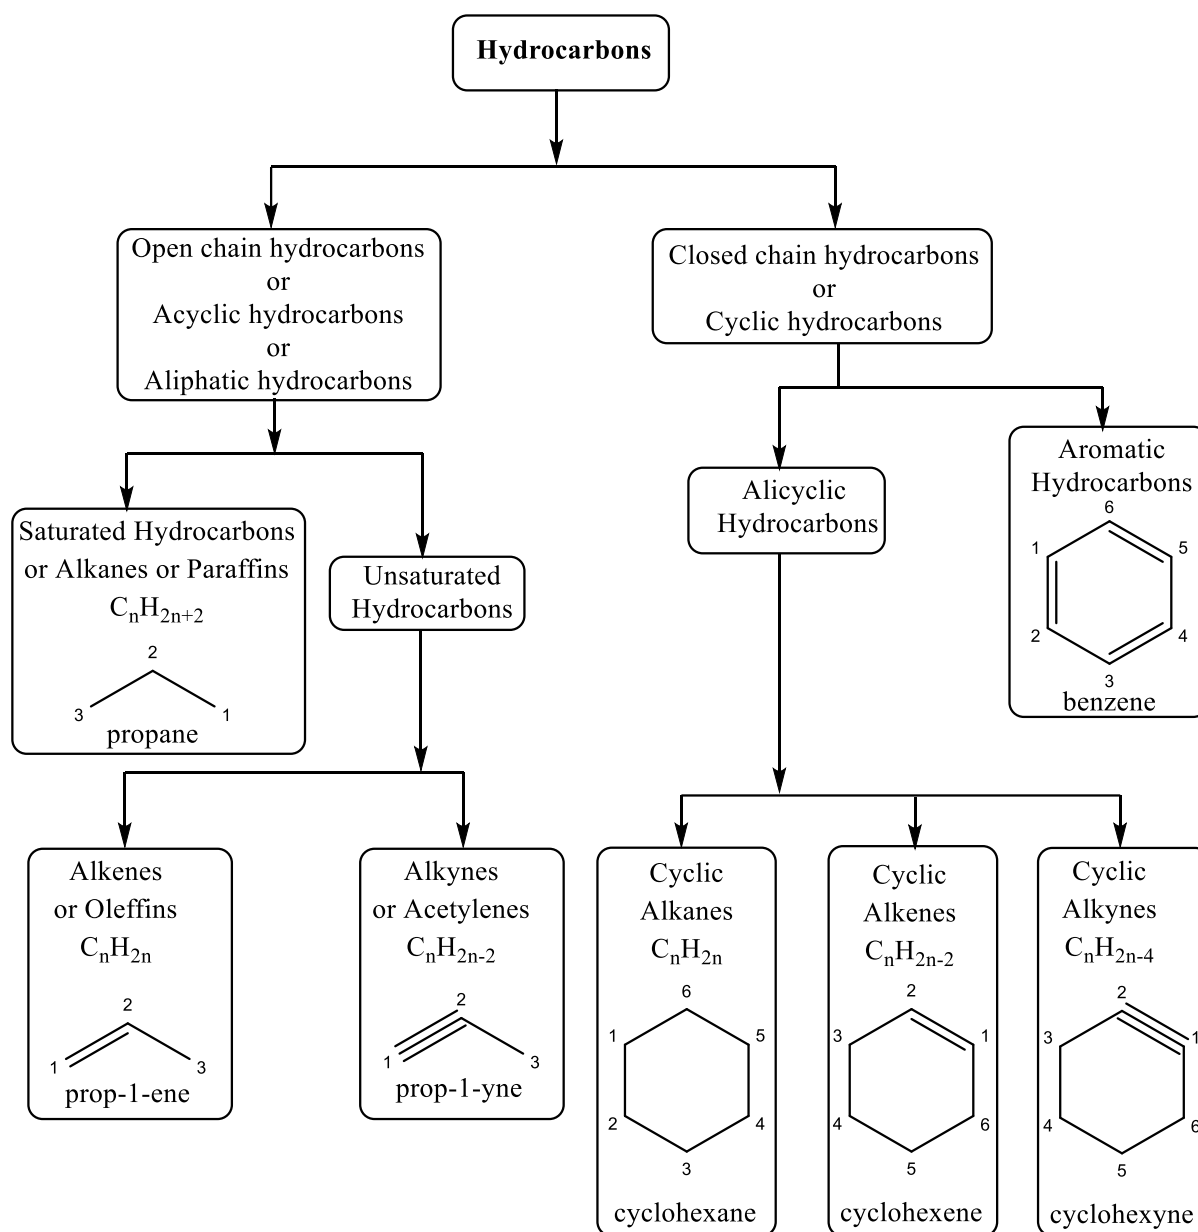 Hydrocarbons
Open chain hydrocarbons
or
Acyclic hydrocarbons
or
Aliphatic hydrocarbons
Closed chain hydrocarbons
or
Cyclic hydrocarbons
Saturated Hydrocarbons
or Alkanes or Paraffins
CₙH₂ₙ₊₂
2
3
1
propane
Unsaturated
Hydrocarbons
Alicyclic
Hydrocarbons
Aromatic
Hydrocarbons
6
1
5
2
4
3
benzene
Alkenes
or Oleffins
CₙH₂ₙ
2
1
3
prop-1-ene
Alkynes
or Acetylenes
CₙH₂ₙ₋₂
2
1
3
prop-1-yne
Cyclic
Alkanes
CₙH₂ₙ
6
1
5
2
4
3
cyclohexane
Cyclic
Alkenes
CₙH₂ₙ₋₂
2
3
1
4
6
5
cyclohexene
Cyclic
Alkynes
CₙH₂ₙ₋₄
2
3
1
4
6
5
cyclohexyne